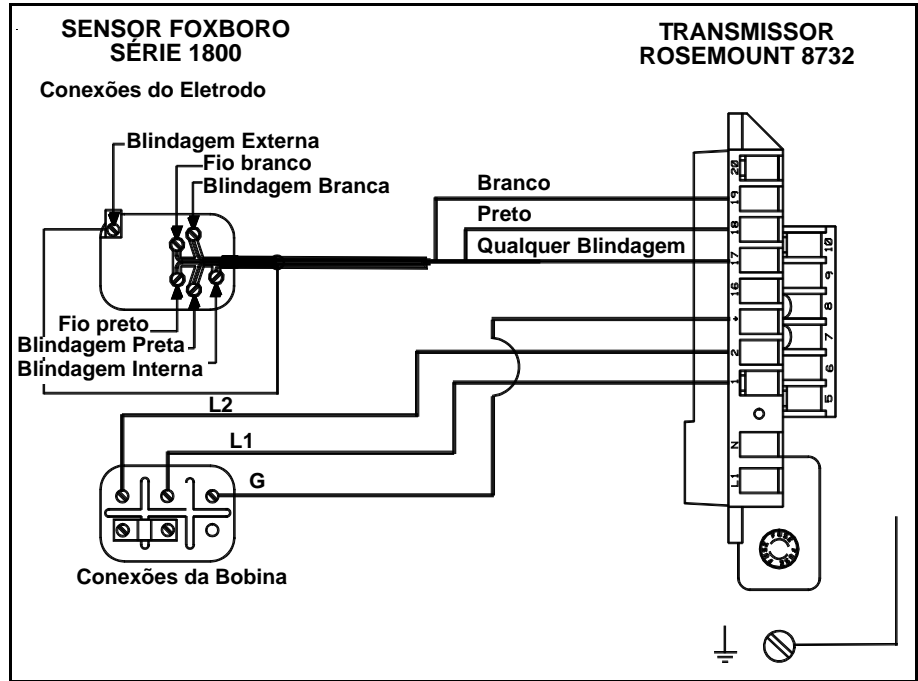 SENSOR FOXBORO
SÉRIE 1800
TRANSMISSOR
ROSEMOUNT 8732
Conexões do Eletrodo
Blindagem Externa
Fio branco
Blindagem Branca
Branco
Preto
Qualquer Blindagem
Fio preto
Blindagem Preta
Blindagem Interna
L2
L1
G
Conexões da Bobina
20
19
18
17
16
2
1
N
L1
10
9
8
7
6
5